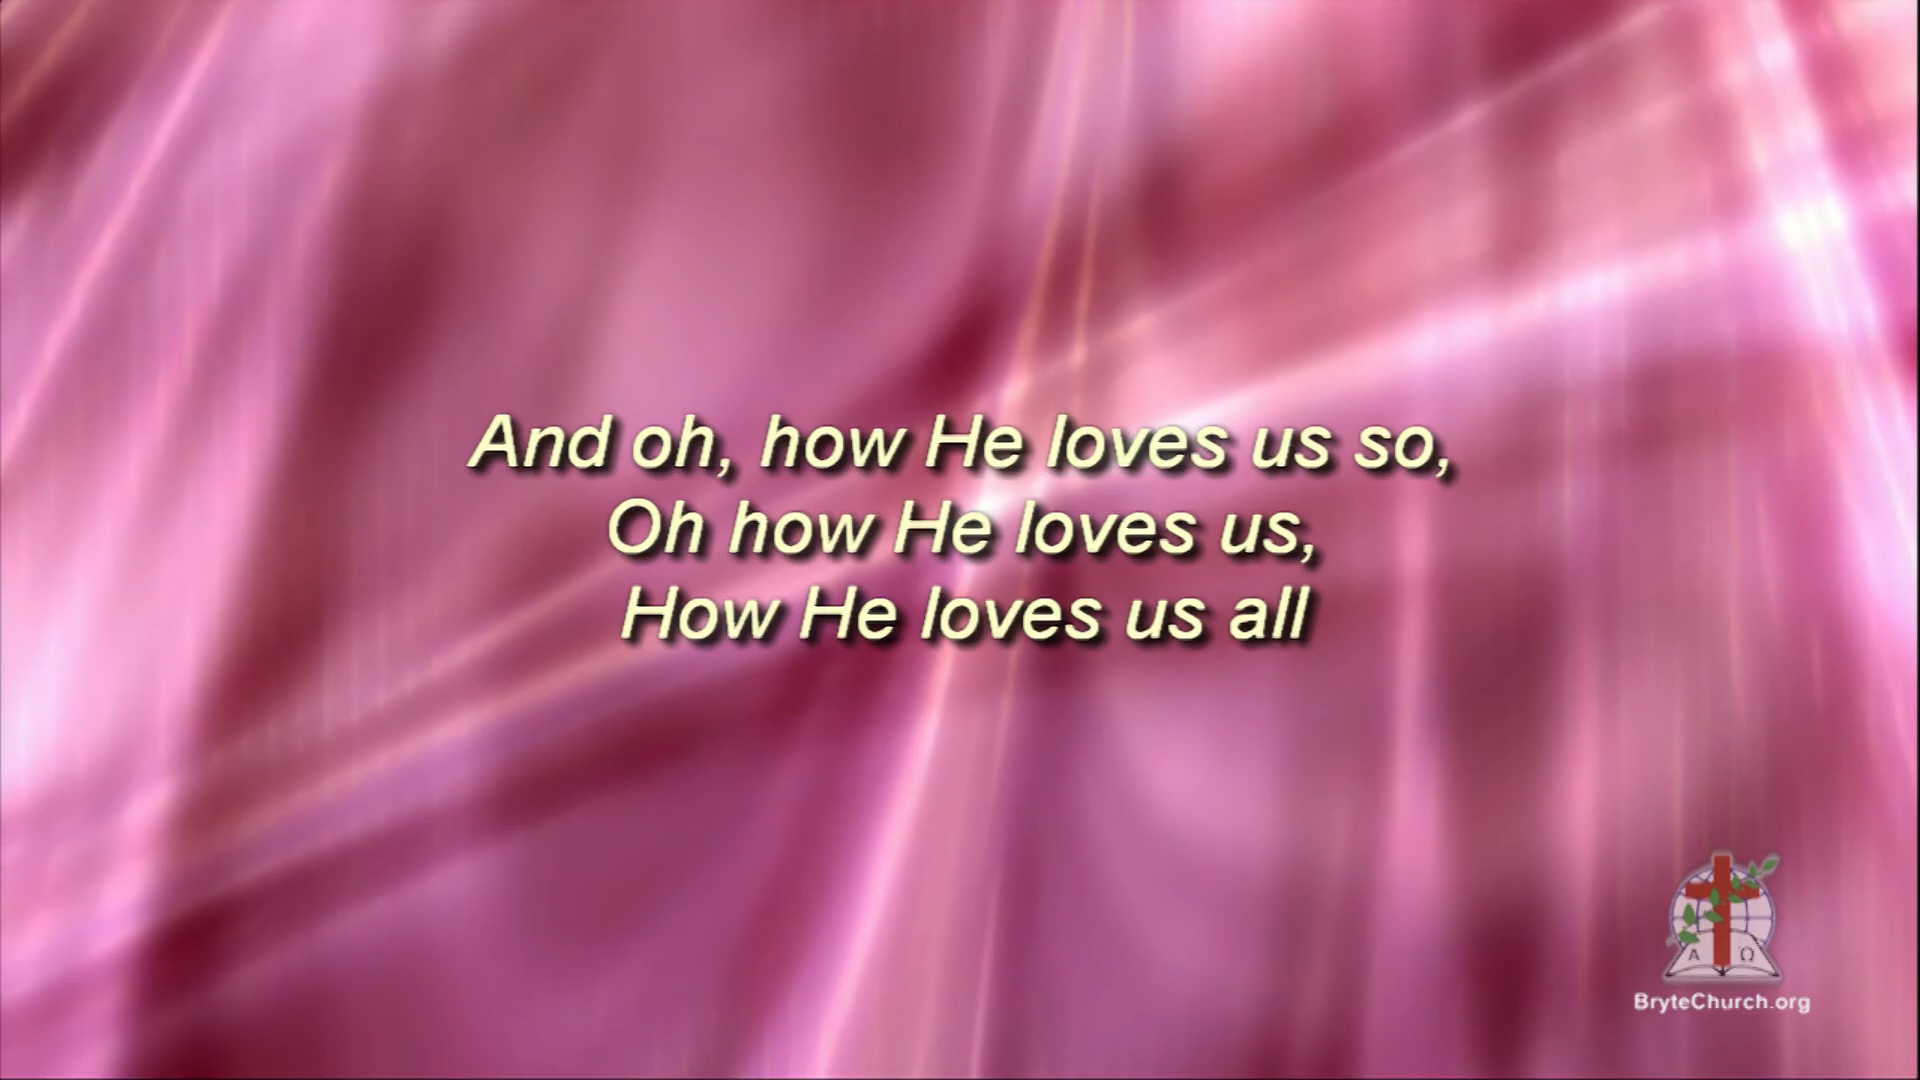 And oh, how He loves us so,
Oh how He loves us,
How He loves us all
Α Ω
BryteChurch.org